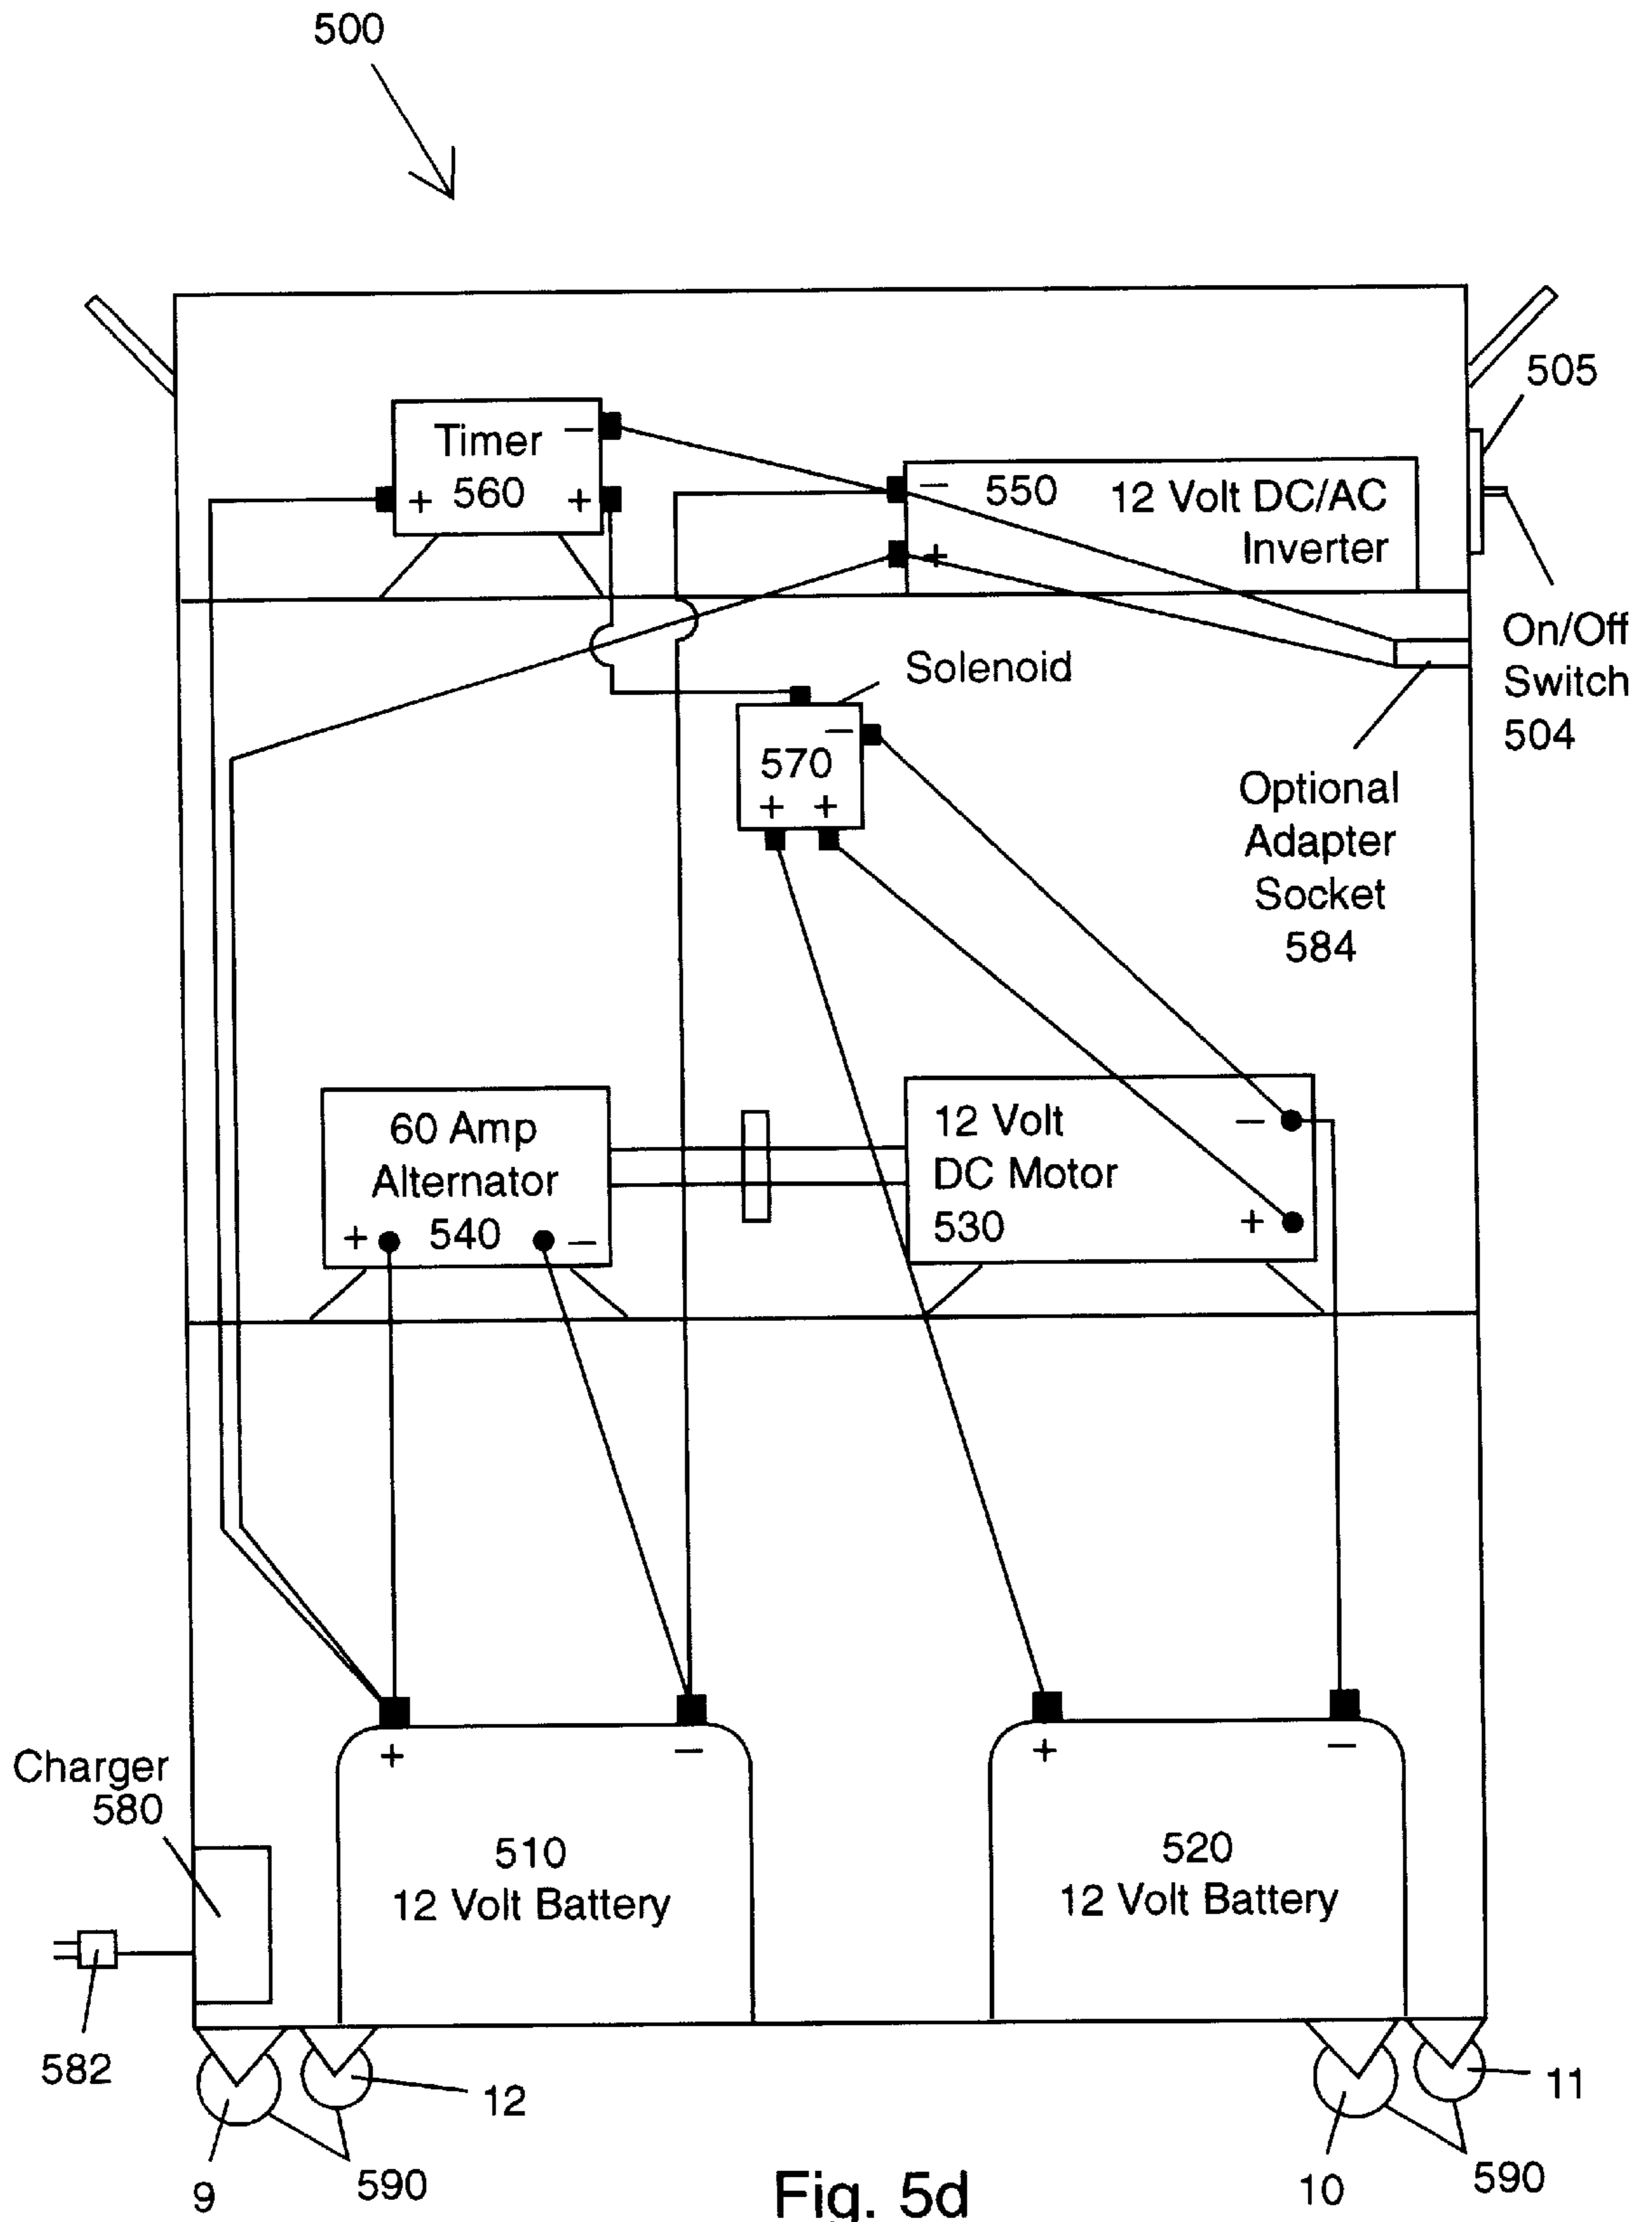 500
505
Timer —
+ 560 +
— 550 12 Volt DC/AC
+ Inverter
On/Off
Switch
504
Solenoid
—
570
+ +
Optional
Adapter
Socket
584
60 Amp
Alternator
+ 540 —
12 Volt —
DC Motor
530 +
+ —
+ —
Charger
580
510
12 Volt Battery
520
12 Volt Battery
582
12
11
9
590
10
590
Fig. 5d